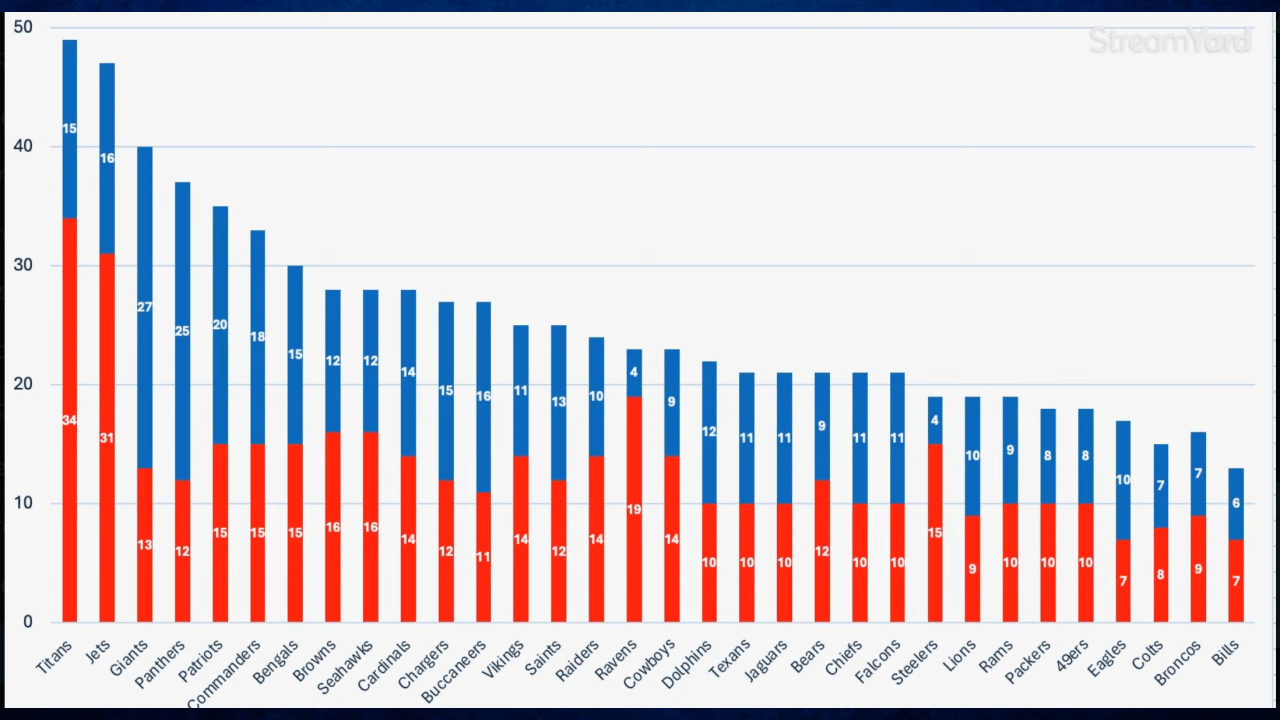 50
StreamYard
40
30
20
10
0
15 16 27 25 20 18 15 12 12 14 15 16 11 13 10 4 9 12 11 11 9 11 11 4 10 9 8 8 10 7 7 6
34 31 13 12 15 15 15 16 16 14 12 11 14 12 14 19 14 10 10 10 12 10 10 15 9 10 10 10 7 8 9 7
Titans Jets Giants Panthers Patriots Commanders Bengals Browns Seahawks Cardinals Chargers Buccaneers Vikings Saints Raiders Ravens Cowboys Dolphins Texans Jaguars Bears Chiefs Falcons Steelers Lions Rams Packers 49ers Eagles Colts Broncos Bills